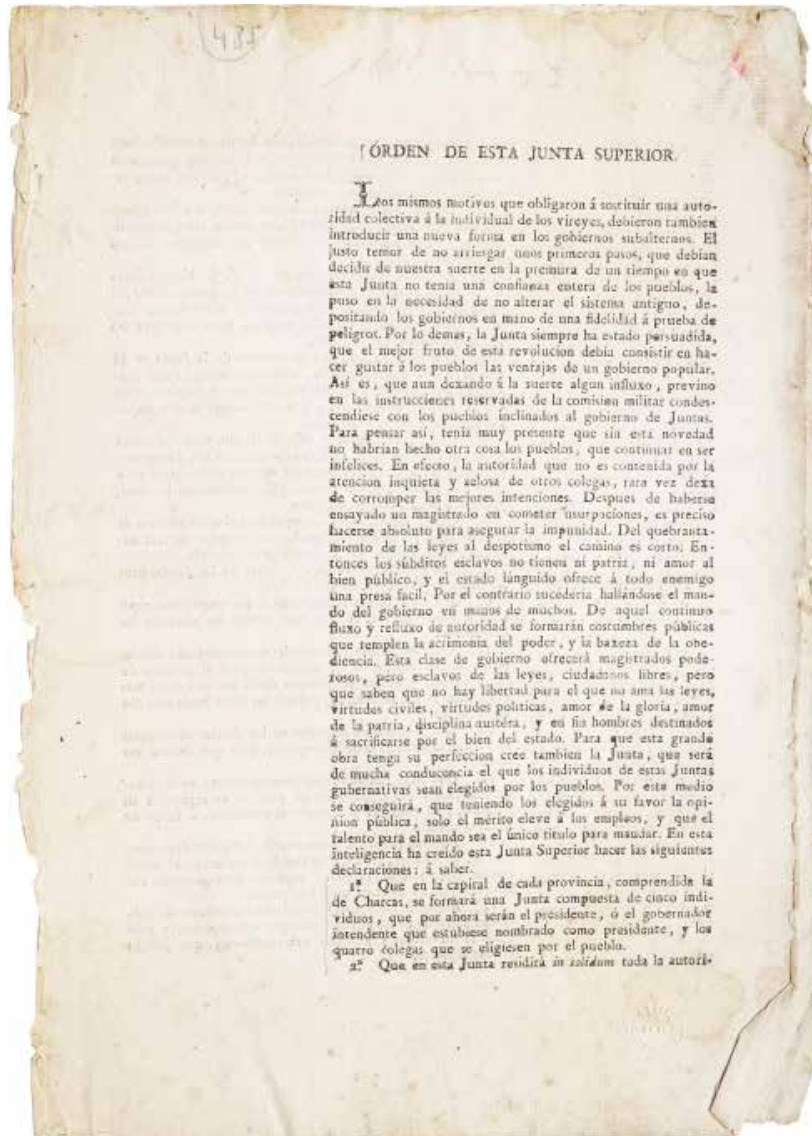 435
ÓRDEN DE ESTA JUNTA SUPERIOR.
Los mismos motivos que obligaron á sostituir una auto-
ridad colectiva á la individual de los vireyes, debieron tambien
introducir una nueva forma en los gobiernos subalternos. El
justo temor de no arriesgar unos primeros pasos, que debían
decidir de nuestra suerte en la premura de un tiempo en que
esta Junta no tenia una confianza entera de los pueblos, la
puso en la necesidad de no alterar el sistema antiguo, de-
positando los gobiernos en mano de una fidelidad á prueba de
peligros. Por lo demas, la Junta siempre ha estado persuadida,
que el mejor fruto de esta revolucion debia consistir en ha-
cer gustar á los pueblos las ventajas de un gobierno popular.
Así es, que aun dexando á la suerte algun influxo, previno
en las instrucciones reservadas de la comision militar condes-
cendiese con los pueblos inclinados al gobierno de Juntas.
Para pensar así, tenia muy presente que sin esta novedad
no habrian hecho otra cosa los pueblos, que continuar en ser
infelices. En efecto, la autoridad que no es contenida por la
atencion inquieta y zelosa de otros colegas, rara vez dexa
de corromper las mejores intenciones. Despues de haberse
ensayado un magistrado en cometer usurpaciones, es preciso
hacerse absoluto para asegurar la impunidad. Del quebranta-
miento de las leyes al despotismo el camino es corto: En-
tonces los súbditos esclavos no tienen ni patria, ni amor al
bien público, y el estado lánguido ofrece á todo enemigo
una presa facil. Por el contrario sucederia hallándose el man-
do del gobierno en manos de muchos. De aquel continuo
fluxo y refluxo de autoridad se formarán costumbres públicas
que templen la acrimonia del poder, y la baxeza de la obe-
diencia. Esta clase de gobierno ofrecerá magistrados pode-
rosos, pero esclavos de las leyes, ciudadanos libres, pero
que saben que no hay libertad para el que no ama las leyes,
virtudes civiles, virtudes políticas, amor de la gloria, amor
de la patria, disciplina austéra, y en fin hombres destinados
á sacrificarse por el bien del estado. Para que esta grande
obra tenga su perfeccion cree tambien la Junta, que será
de mucha conducencia el que los individuos de estas Juntas
gubernativas sean elegidos por los pueblos. Por este medio
se conseguirá, que teniendo los elegidos á su favor la opi-
nion pública, solo el mérito eleve á los empleos, y que el
talento para el mando sea el único titulo para mandar. En esta
inteligencia ha creido esta Junta Superior hacer las siguientes
declaraciones: á saber.
1.ª Que en la capital de cada provincia, comprendida la
de Charcas, se formará una Junta compuesta de cinco indi-
viduos, que por ahora serán el presidente, ó el gobernador
intendente que estubiese nombrado como presidente, y los
quatro colegas que se eligiesen por el pueblo.
2.ª Que en esta Junta residirá in solidum toda la autori-